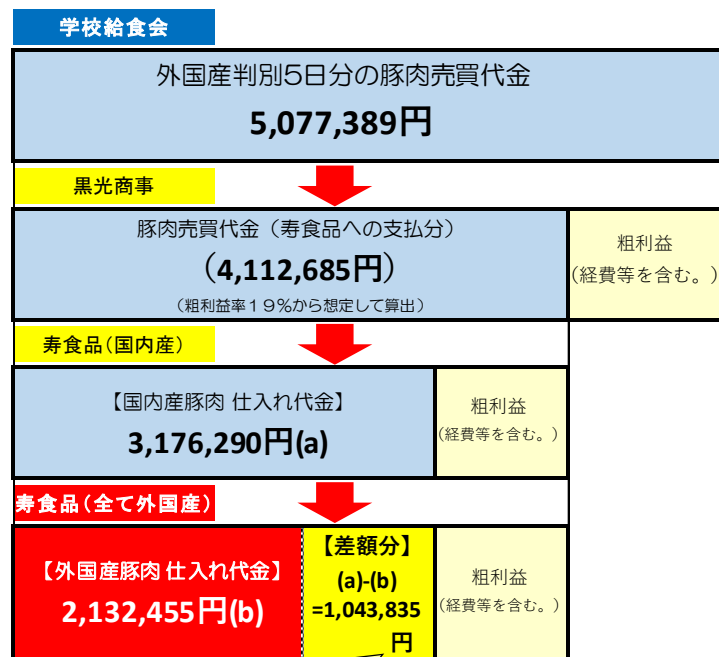 学校給食会
外国産判別5日分の豚肉売買代金
5,077,389円
黒光商事
豚肉売買代金（寿食品への支払分）
（4,112,685円）
（粗利益率１９％から想定して算出）
粗利益
（経費等を含む。）
寿食品（国内産）
【国内産豚肉 仕入れ代金】
3,176,290円(a)
粗利益
（経費等を含む。）
寿食品（全て外国産）
【外国産豚肉 仕入れ代金】
2,132,455円(b)
【差額分】
(a)-(b)
=1,043,835
円
粗利益
（経費等を含む。）